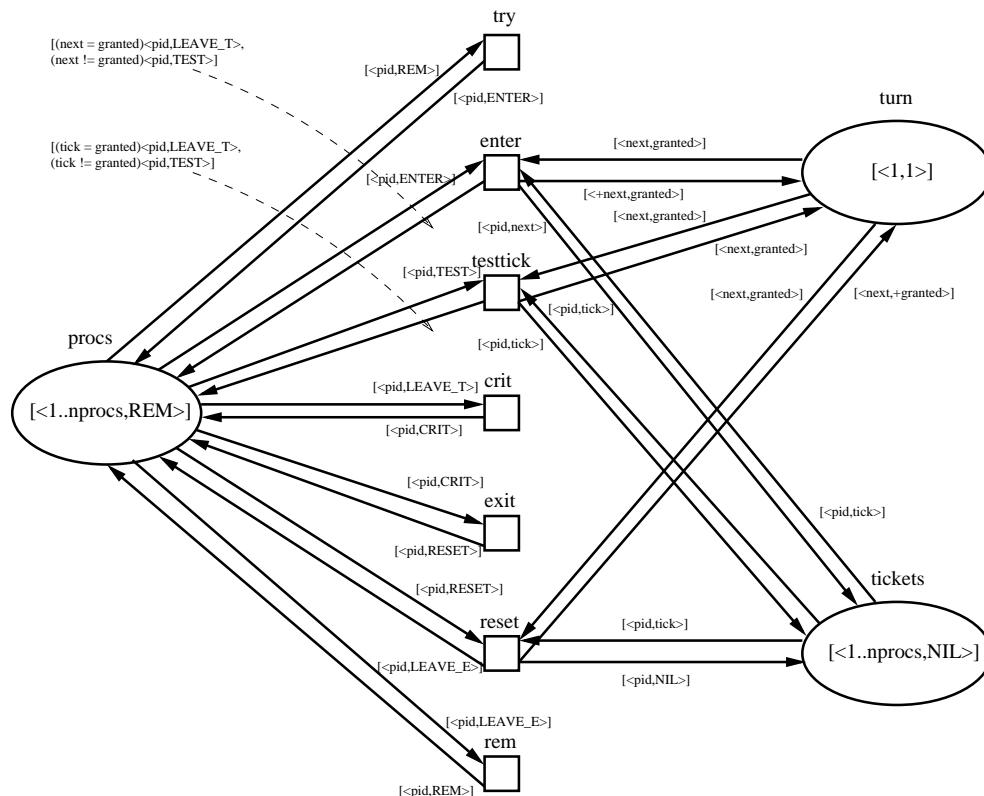 try
[(next = granted)<pid,LEAVE_T>,
(next != granted)<pid,TEST>]
[<pid,REM>]
[<pid,ENTER>]
turn
enter
[<next,granted>]
[(tick = granted)<pid,LEAVE_T>,
(tick != granted)<pid,TEST>]
[<1,1>]
[<pid,ENTER>]
[<+next,granted>]
[<next,granted>]
[<pid,next>]
[<next,granted>]
testtick
[<pid,TEST>]
[<next,granted>]
[<next,+granted>]
[<pid,tick>]
procs
[<pid,tick>]
crit
[<pid,LEAVE_T>]
[<1..nprocs,REM>]
[<pid,CRIT>]
[<pid,CRIT>]
exit
[<pid,tick>]
[<pid,RESET>]
tickets
[<pid,RESET>]
reset
[<pid,tick>]
[<1..nprocs,NIL>]
[<pid,LEAVE_E>]
[<pid,NIL>]
[<pid,LEAVE_E>]
rem
[<pid,REM>]